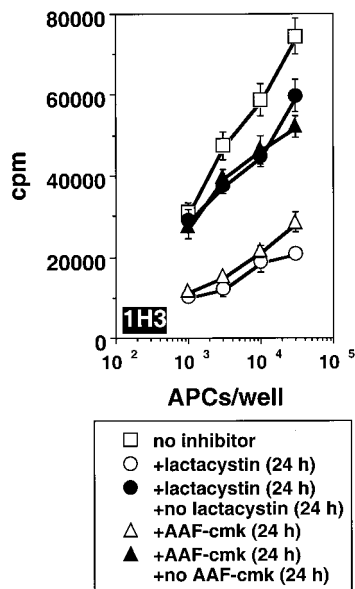 80000
60000
cpm
40000
20000
1H3
0
10 2 10 3 10 4 10 5
APCs/well
no inhibitor
+lactacystin (24 h)
+lactacystin (24 h)
+no lactacystin (24 h)
+AAF-cmk (24 h)
+AAF-cmk (24 h)
+no AAF-cmk (24 h)